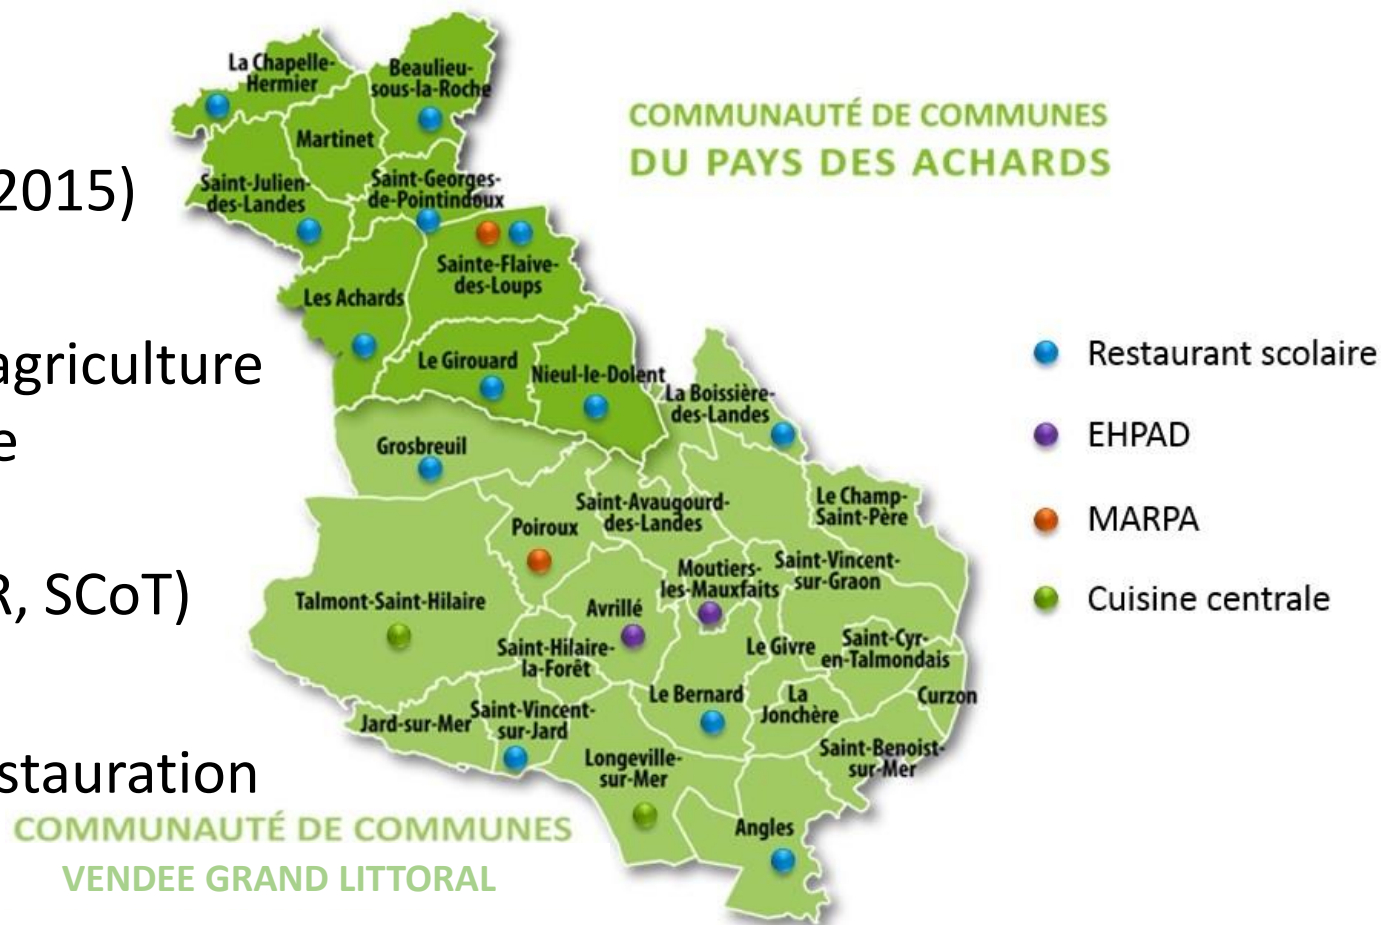 La Chapelle-
Hermier
Beaulieu-
sous-la-Roche
COMMUNAUTÉ DE COMMUNES
DU PAYS DES ACHARDS
Martinet
2015)
Saint-Julien-
des-Landes
Saint-Georges-
de-Pointindoux
Sainte-Flaive-
des-Loups
Les Achards
agriculture
e
Le Girouard
Nieul-le-Dolent
La Boissière-
des-Landes
Restaurant scolaire
EHPAD
MARPA
Cuisine centrale
Grosbreuil
Saint-Avaugourd-
des-Landes
Le Champ-
Saint-Père
Poiroux
Moutiers-
les-Mauxfaits
Saint-Vincent-
sur-Graon
R, SCoT)
Talmont-Saint-Hilaire
Avrillé
Saint-Hilaire-
la-Forêt
Le Givre
Saint-Cyr-
en-Talmondais
Le Bernard
La
Jonchère
Curzon
Jard-sur-Mer
Saint-Vincent-
sur-Jard
Longeville-
sur-Mer
Saint-Benoist-
sur-Mer
stauration
Angles
COMMUNAUTÉ DE COMMUNES
VENDEE GRAND LITTORAL